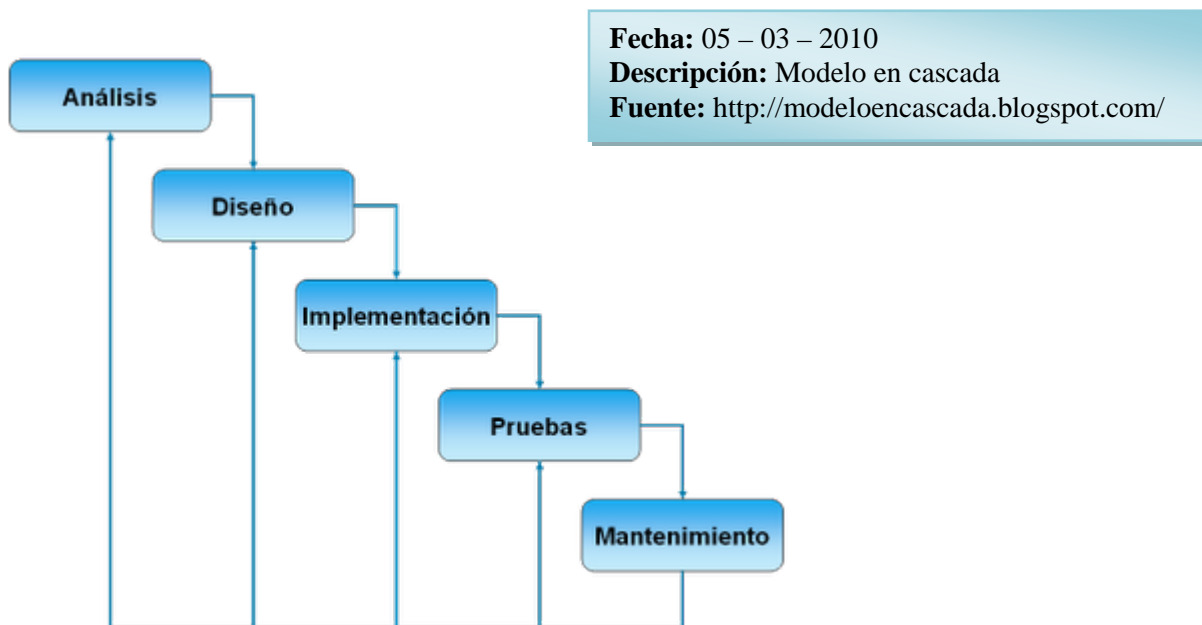 Fecha: 05 – 03 – 2010
Descripción: Modelo en cascada
Fuente: http://modeloencascada.blogspot.com/
Análisis
Diseño
Implementación
Pruebas
Mantenimiento